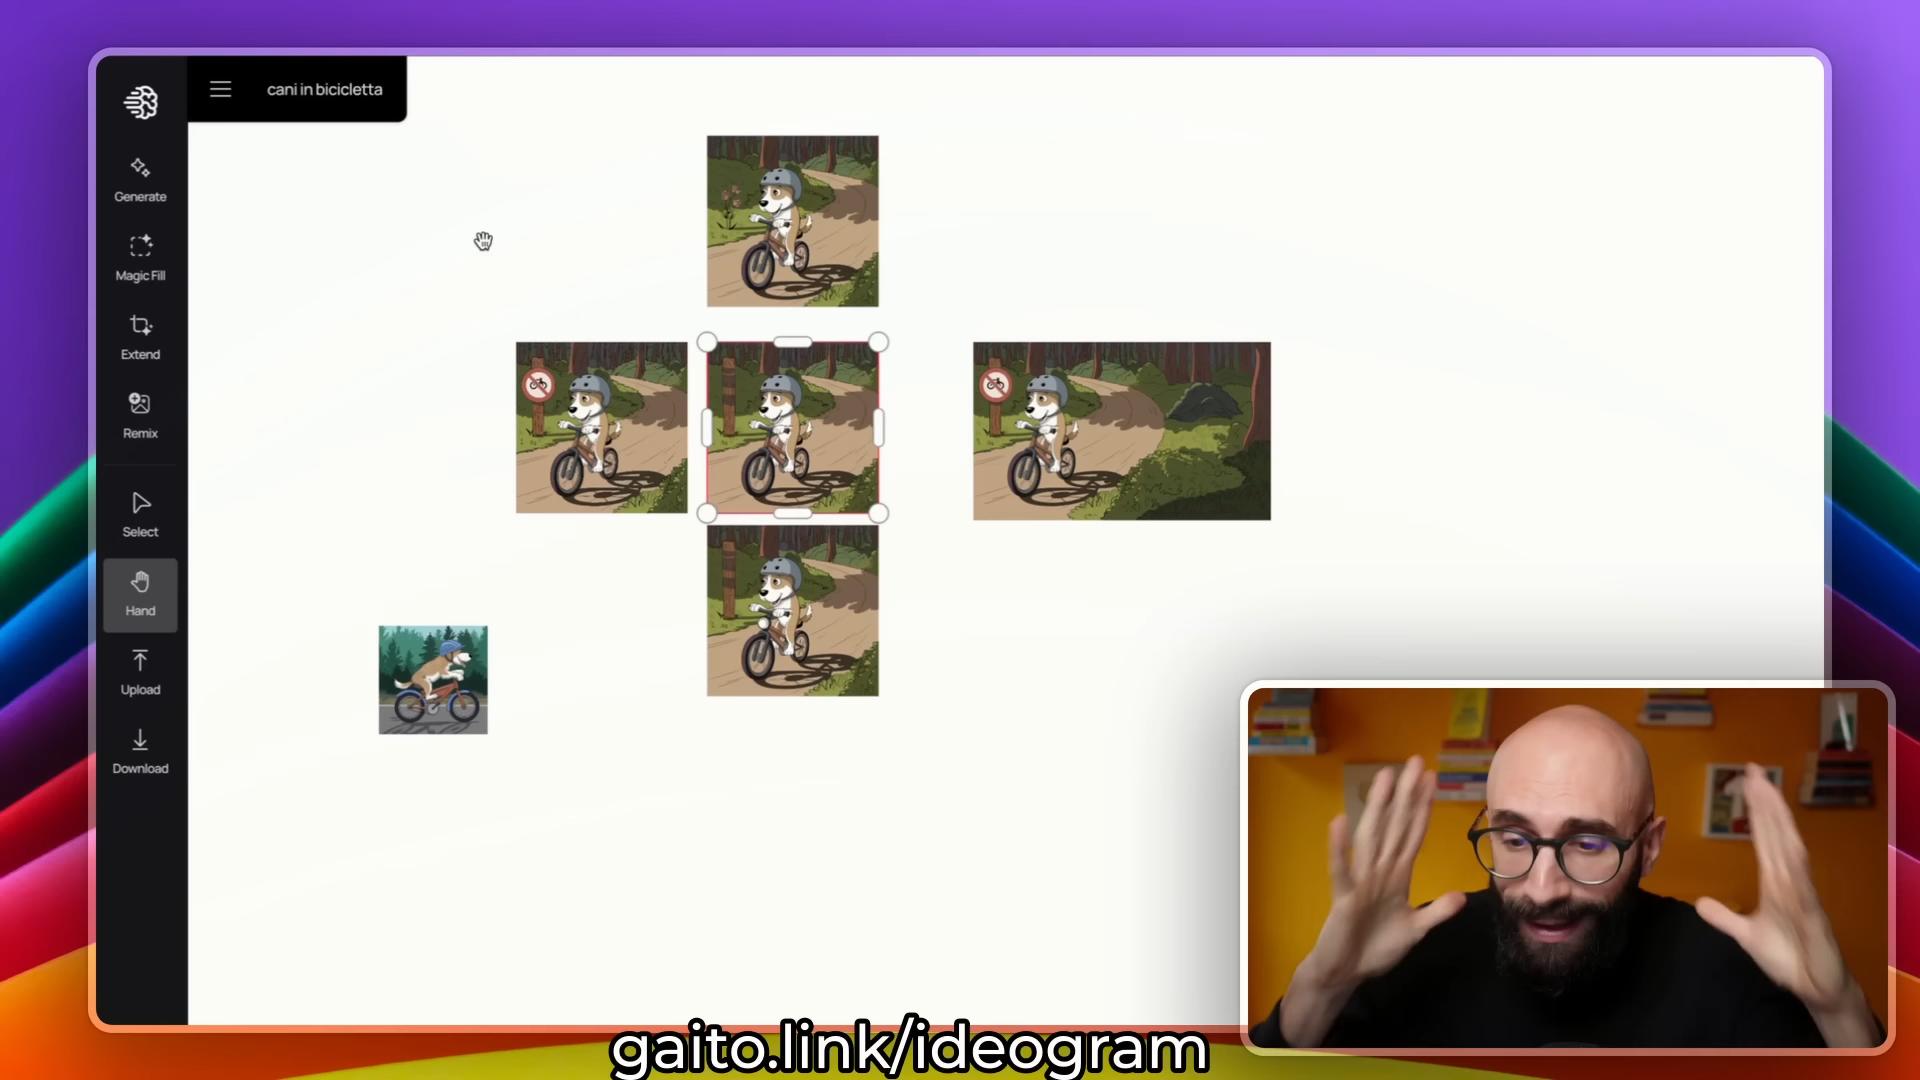 cani in bicicletta
Generate
Magic Fill
Extend
Remix
Select
Hand
Upload
Download
gaito.link/ideogram